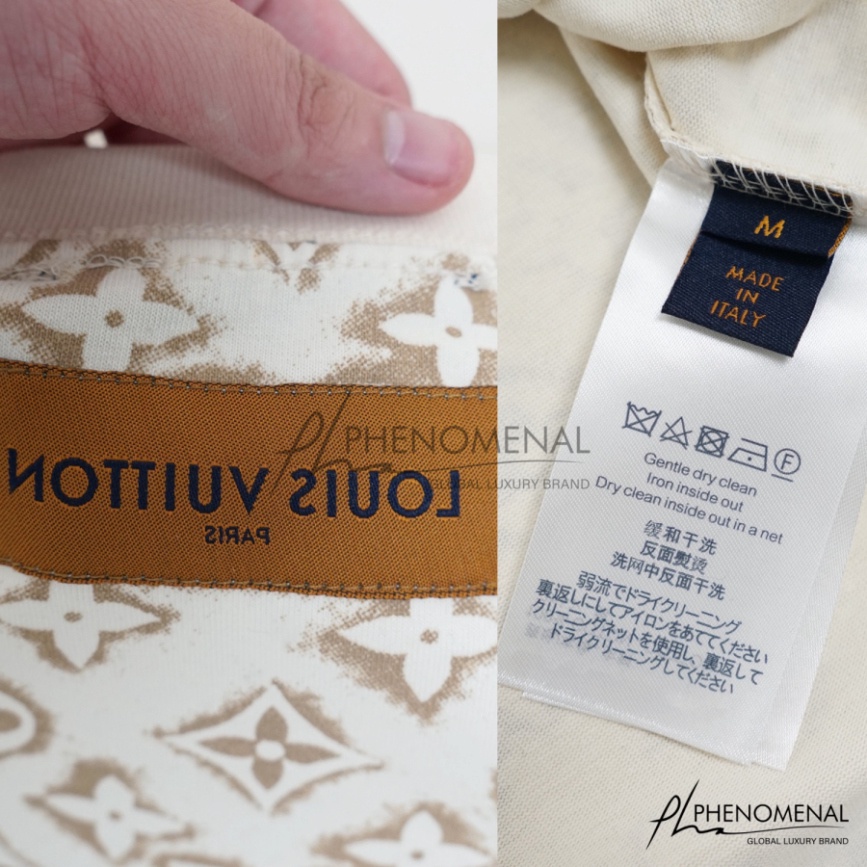 LOUIS VUITTON
PARIS
PHENOMENAL
GLOBAL LUXURY BRAND
M
MADE
IN
ITALY
Gentle dry clean
Iron inside out
Dry clean inside out in a net
缓和干洗
反面熨烫
洗网中反面干洗
弱流でドライクリーニング
裏返しにしてアイロンをあててください
クリーニングネットを使用し、裏返して
ドライクリーニングしてください
PHENOMENAL
GLOBAL LUXURY BRAND